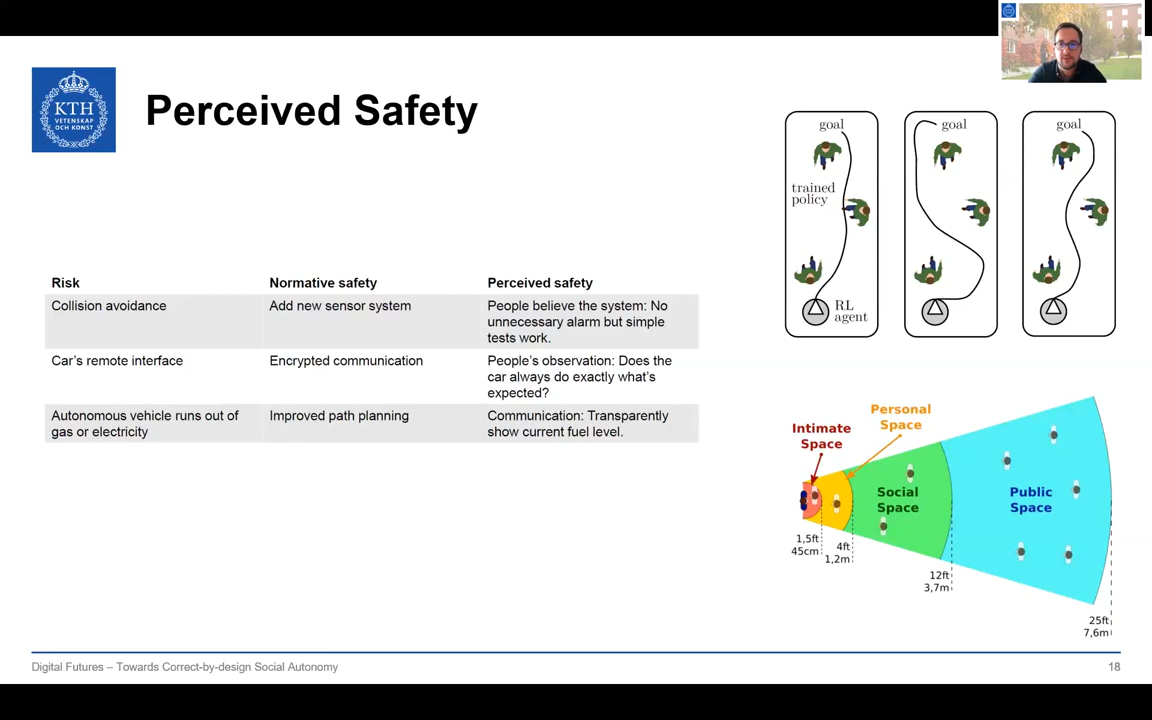 KTH
VETENSKAP
OCH KONST
Perceived Safety
Risk
Normative safety
Perceived safety
Collision avoidance
Add new sensor system
People believe the system: No
unnecessary alarm but simple
tests work.
Car’s remote interface
Encrypted communication
People’s observation: Does the
car always do exactly what’s
expected?
Autonomous vehicle runs out of
gas or electricity
Improved path planning
Communication: Transparently
show current fuel level.
goal
trained
policy
RL
agent
goal
goal
Intimate
Space
Personal
Space
Social
Space
Public
Space
1,5ft
45cm
4ft
1,2m
12ft
3,7m
25ft
7,6m
Digital Futures – Towards Correct-by-design Social Autonomy
18